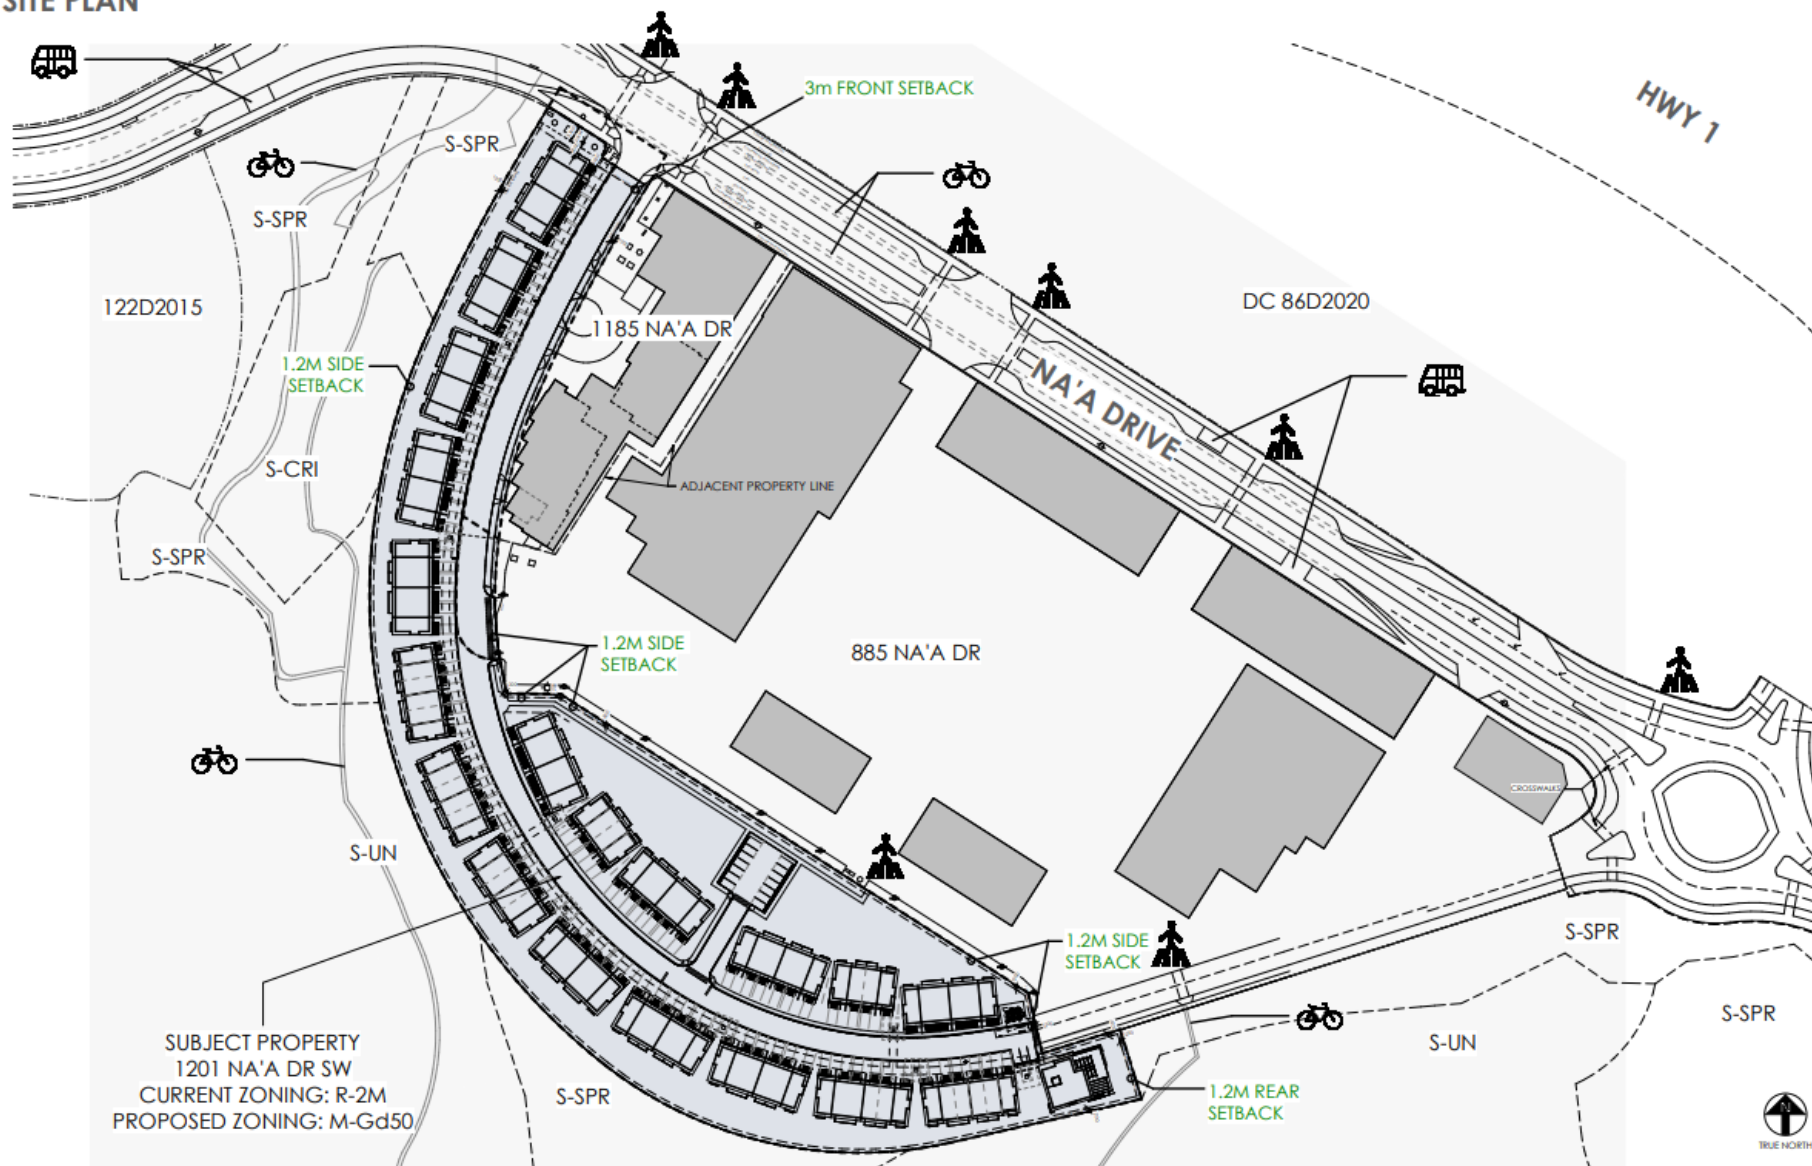 SITE PLAN
3m FRONT SETBACK
HWY 1
S-SPR
S-SPR
122D2015
DC 86D2020
1185 NA'A DR
1.2M SIDE
SETBACK
NA'A DRIVE
S-CRI
ADJACENT PROPERTY LINE
S-SPR
1.2M SIDE
SETBACK
885 NA'A DR
CROSSWALKS
S-UN
1.2M SIDE
SETBACK
S-SPR
S-SPR
S-UN
SUBJECT PROPERTY
1201 NA'A DR SW
CURRENT ZONING: R-2M
PROPOSED ZONING: M-Gd50
S-SPR
1.2M REAR
SETBACK
N
TRUE NORTH